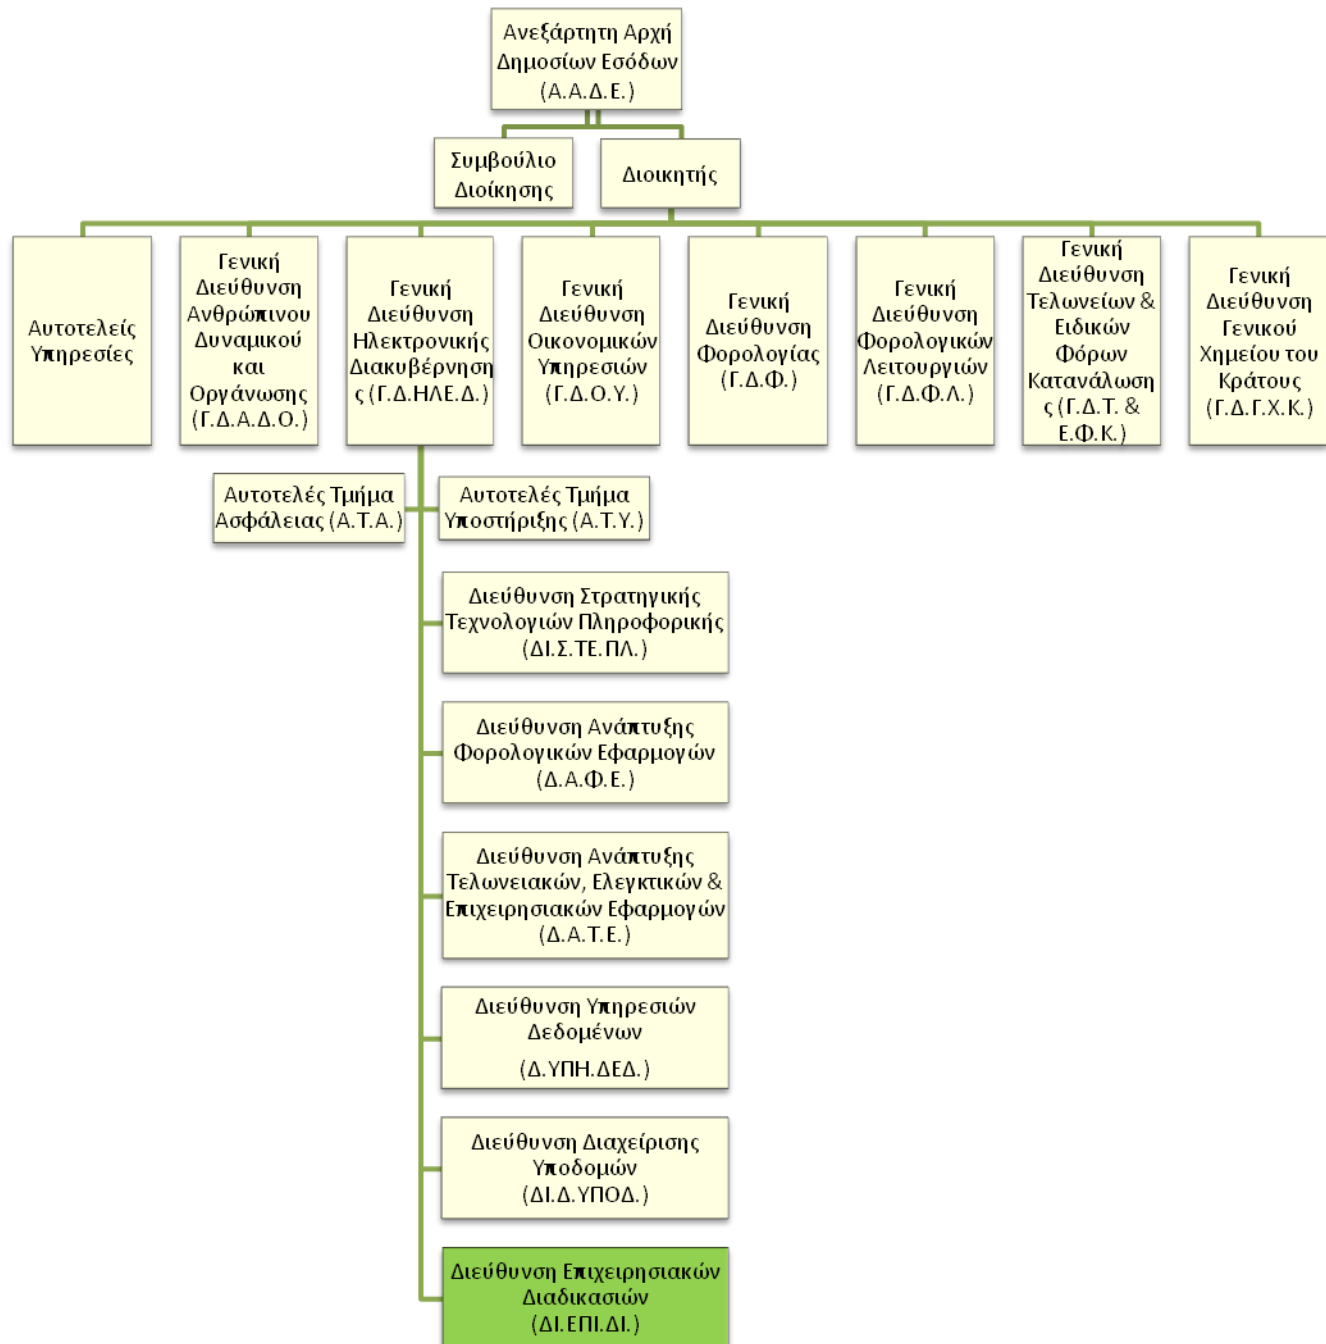 Ανεξάρτητη Αρχή
Δημοσίων Εσόδων
(Α.Α.Δ.Ε.)
Συμβούλιο
Διοίκησης
Διοικητής
Αυτοτελείς
Υπηρεσίες
Γενική
Διεύθυνση
Ανθρώπινου
Δυναμικού
και
Οργάνωσης
(Γ.Δ.Α.Δ.Ο.)
Γενική
Διεύθυνση
Ηλεκτρονικής
Διακυβέρνηση
ς (Γ.Δ.ΗΛΕ.Δ.)
Γενική
Διεύθυνση
Οικονομικών
Υπηρεσιών
(Γ.Δ.Ο.Υ.)
Γενική
Διεύθυνση
Φορολογίας
(Γ.Δ.Φ.)
Γενική
Διεύθυνση
Φορολογικών
Λειτουργιών
(Γ.Δ.Φ.Λ.)
Γενική
Διεύθυνση
Τελωνείων &
Ειδικών
Φόρων
Κατανάλωση
ς (Γ.Δ.Τ. &
Ε.Φ.Κ.)
Γενική
Διεύθυνση
Γενικού
Χημείου του
Κράτους
(Γ.Δ.Γ.Χ.Κ.)
Αυτοτελές Τμήμα
Ασφάλειας (Α.Τ.Α.)
Αυτοτελές Τμήμα
Υποστήριξης (Α.Τ.Υ.)
Διεύθυνση Στρατηγικής
Τεχνολογιών Πληροφορικής
(ΔΙ.Σ.ΤΕ.ΠΛ.)
Διεύθυνση Ανάπτυξης
Φορολογικών Εφαρμογών
(Δ.Α.Φ.Ε.)
Διεύθυνση Ανάπτυξης
Τελωνειακών, Ελεγκτικών &
Επιχειρησιακών Εφαρμογών
(Δ.Α.Τ.Ε.)
Διεύθυνση Υπηρεσιών
Δεδομένων
(Δ.ΥΠΗ.ΔΕΔ.)
Διεύθυνση Διαχείρισης
Υποδομών
(ΔΙ.Δ.ΥΠΟΔ.)
Διεύθυνση Επιχειρησιακών
Διαδικασιών
(ΔΙ.ΕΠΙ.ΔΙ.)